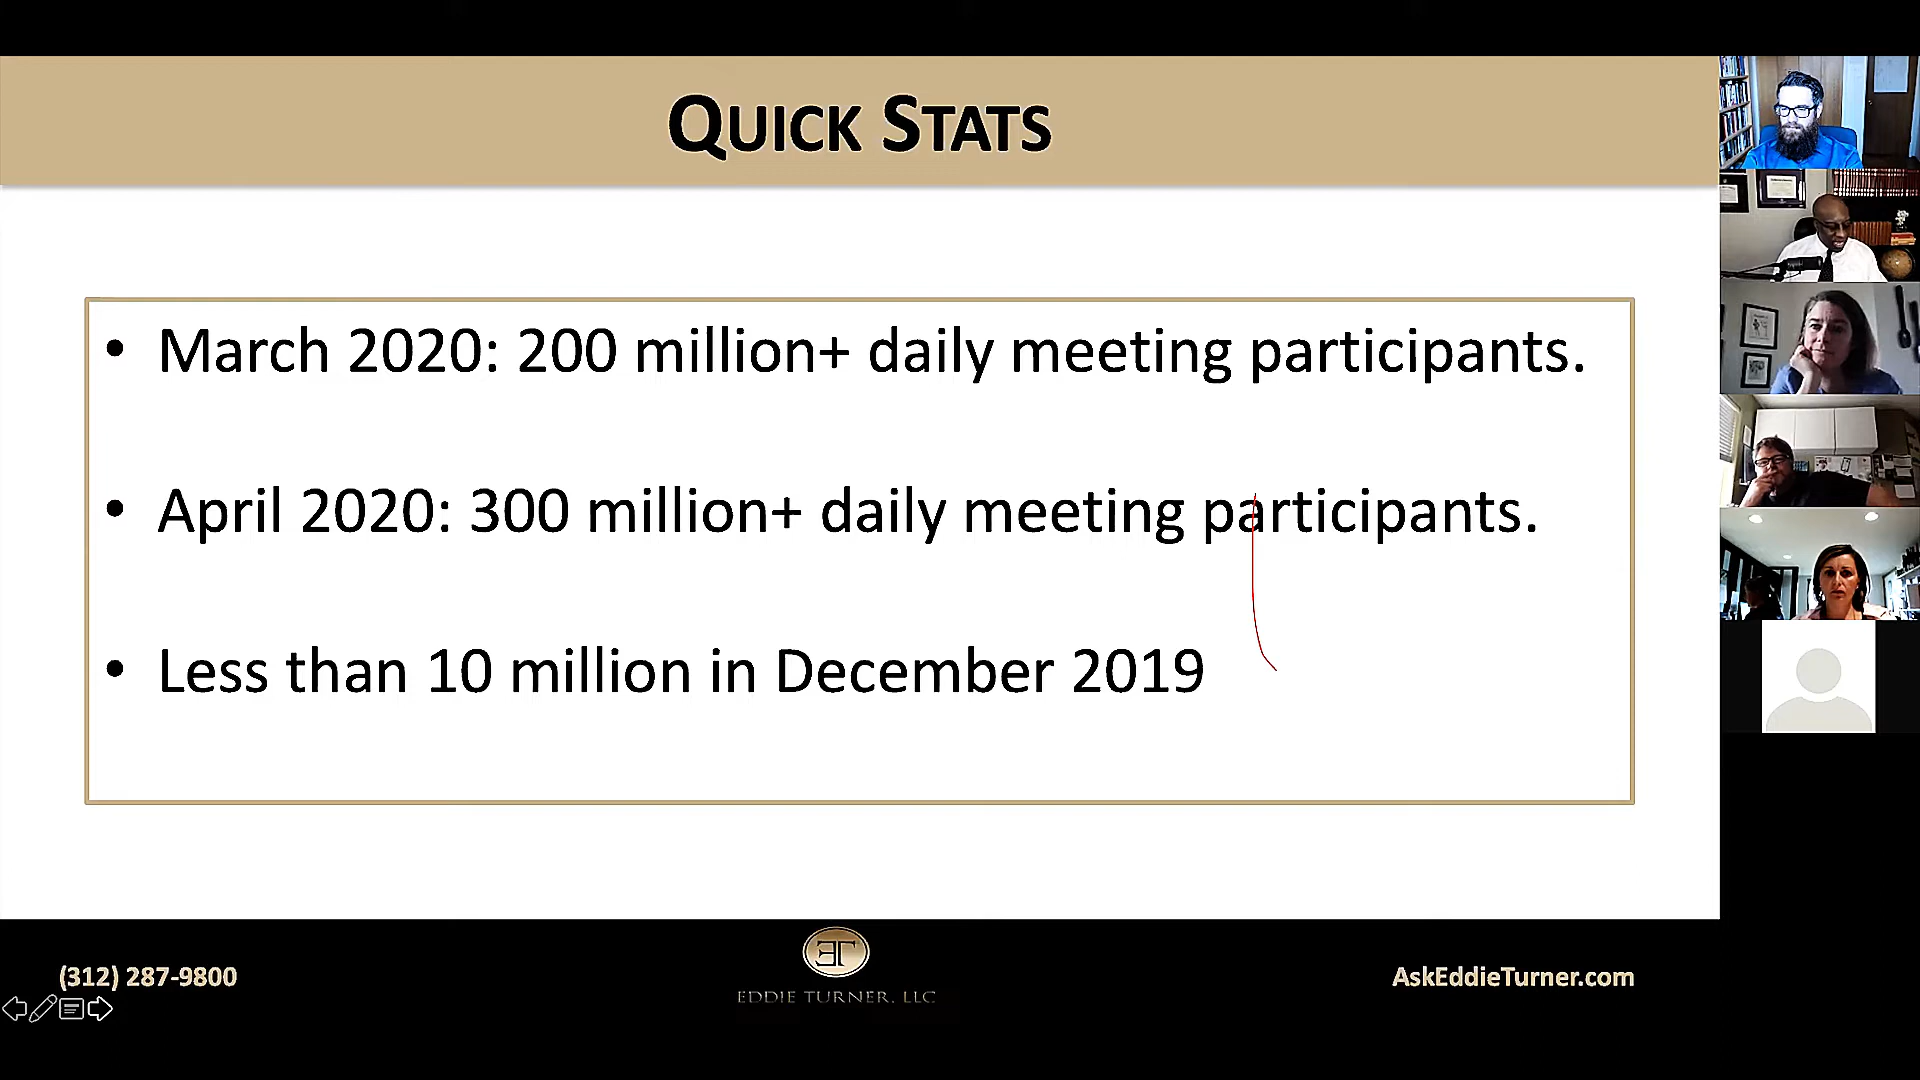 QUICK STATS
• March 2020: 200 million+ daily meeting participants.
• April 2020: 300 million+ daily meeting participants.
• Less than 10 million in December 2019
(312) 287-9800
ET
EDDIE TURNER, LLC
AskEddieTurner.com